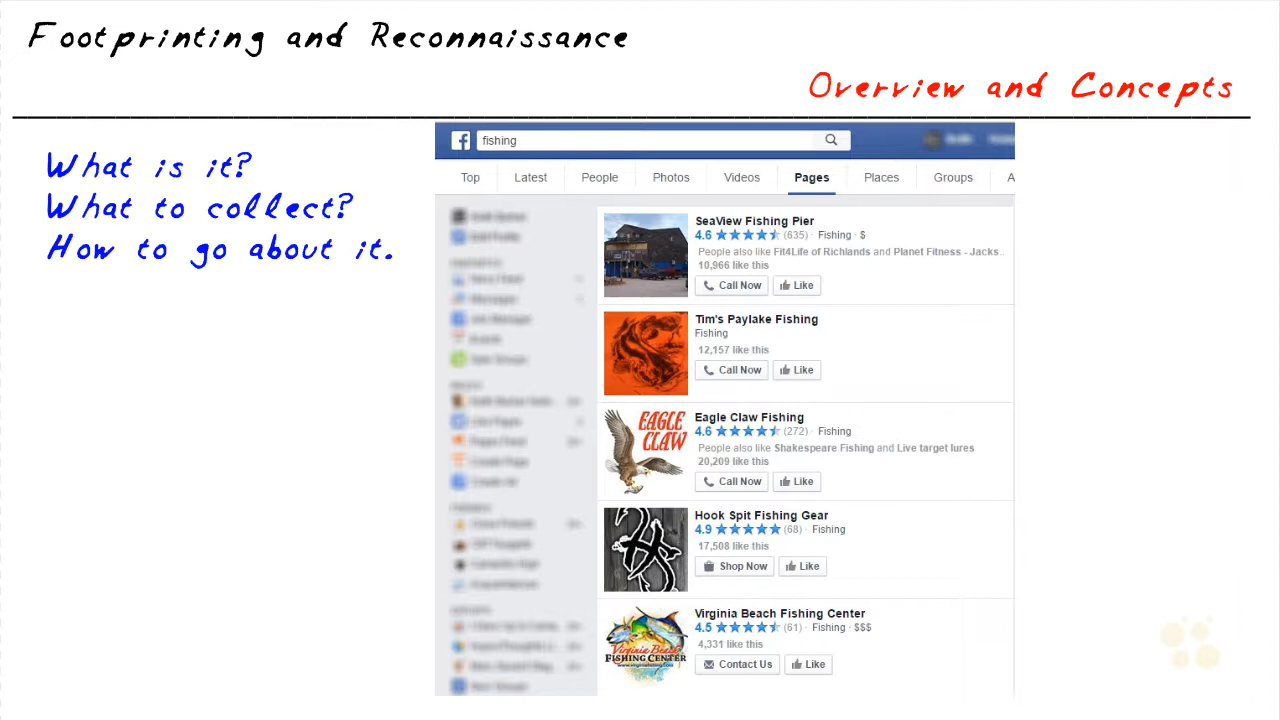 Footprinting and Reconnaissance
Overview and Concepts
What is it?
What to collect?
How to go about it.
fishing
Top Latest People Photos Videos Pages Places Groups A
SeaView Fishing Pier
4.6 (635) · Fishing · $
People also like Fit4Life of Richlands and Planet Fitness - Jacks..
10,966 like this
Call Now Like
Tim's Paylake Fishing
Fishing
12,157 like this
Call Now Like
EAGLE CLAW
Eagle Claw Fishing
4.6 (272) · Fishing
People also like Shakespeare Fishing and Live target lures
20,209 like this
Call Now Like
Hook Spit Fishing Gear
4.9 (68) · Fishing
17,508 like this
Shop Now Like
Virginia Beach
FISHING CENTER
Virginia Beach Fishing Center
4.5 (61) · Fishing · $$$
4,331 like this
Contact Us Like